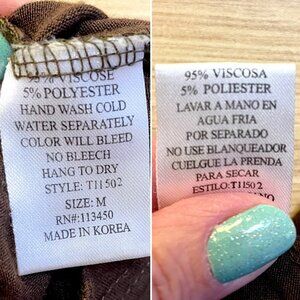 95% VISCOSE
5% POLYESTER
HAND WASH COLD
WATER SEPARATELY
COLOR WILL BLEED
NO BLEECH
HANG TO DRY
STYLE: T11502
SIZE: M
RN#: 113450
MADE IN KOREA
95% VISCOSA
5% POLIESTER
LAVAR A MANO EN
AGUA FRIA
POR SEPARADO
NO USE BLANQUEADOR
CUELGUE LA PRENDA
PARA SECAR
ESTILO:T11502